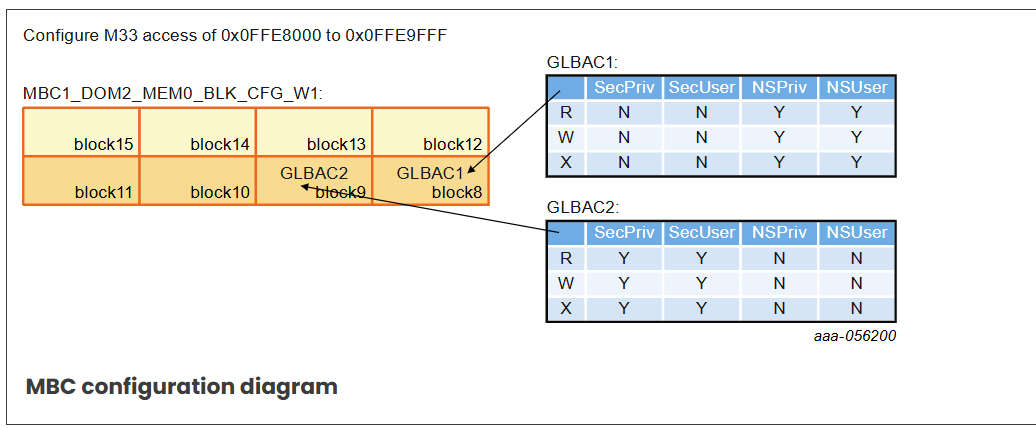 Configure M33 access of 0x0FFE8000 to 0x0FFE9FFF
MBC1_DOM2_MEM0_BLK_CFG_W1:
block15 block14 block13 block12
GLBAC2 GLBAC1
block11 block10 block9 block8
GLBAC1:
SecPriv SecUser NSPriv NSUser
R N N Y Y
W N N Y Y
X N N Y Y
GLBAC2:
SecPriv SecUser NSPriv NSUser
R Y Y N N
W Y Y N N
X Y Y N N
aaa-056200
MBC configuration diagram